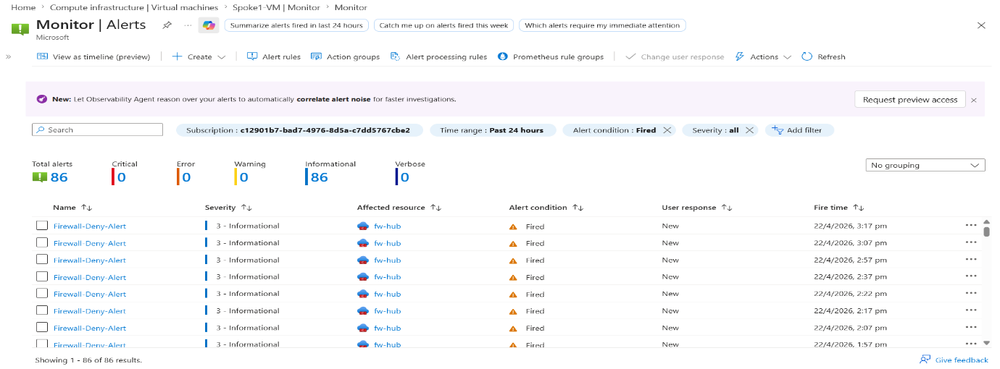 Home > Compute infrastructure | Virtual machines > Spoke1-VM | Monitor > Monitor
Monitor | Alerts
Microsoft
Summarize alerts fired in last 24 hours
Catch me up on alerts fired this week
Which alerts require my immediate attention
View as timeline (preview)
Create
Alert rules
Action groups
Alert processing rules
Prometheus rule groups
Change user response
Actions
Refresh
New: Let Observability Agent reason over your alerts to automatically correlate alert noise for faster investigations.
Request preview access
Search
Subscription : c12901b7-bad7-4976-8d5a-c7dd5767cbe2
Time range : Past 24 hours
Alert condition : Fired
Severity : all
Add filter
Total alerts Critical Error Warning Informational Verbose
86 0 0 0 86 0
No grouping
Name Severity Affected resource Alert condition User response Fire time
Firewall-Deny-Alert 3 - Informational fw-hub Fired New 22/4/2026, 3:17 pm
Firewall-Deny-Alert 3 - Informational fw-hub Fired New 22/4/2026, 3:07 pm
Firewall-Deny-Alert 3 - Informational fw-hub Fired New 22/4/2026, 2:57 pm
Firewall-Deny-Alert 3 - Informational fw-hub Fired New 22/4/2026, 2:37 pm
Firewall-Deny-Alert 3 - Informational fw-hub Fired New 22/4/2026, 2:22 pm
Firewall-Deny-Alert 3 - Informational fw-hub Fired New 22/4/2026, 2:17 pm
Firewall-Deny-Alert 3 - Informational fw-hub Fired New 22/4/2026, 2:07 pm
Firewall-Deny-Alert 3 - Informational fw-hub Fired New 22/4/2026, 1:57 pm
Showing 1 - 86 of 86 results.
Give feedback